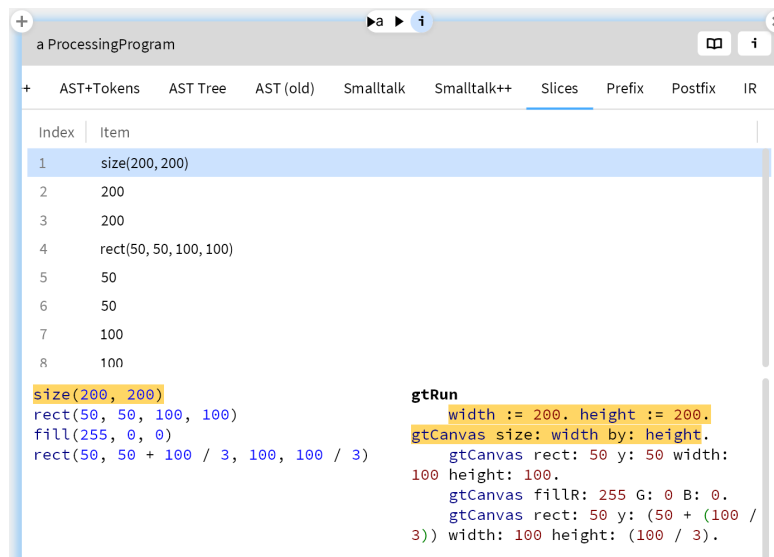 a
i
a ProcessingProgram
i
+ AST+Tokens AST Tree AST (old) Smalltalk Smalltalk++ Slices Prefix Postfix IR
Index Item
1 size(200, 200)
2 200
3 200
4 rect(50, 50, 100, 100)
5 50
6 50
7 100
8 100
size(200, 200)
rect(50, 50, 100, 100)
fill(255, 0, 0)
rect(50, 50 + 100 / 3, 100, 100 / 3)
gtRun
width := 200. height := 200.
gtCanvas size: width by: height.
gtCanvas rect: 50 y: 50 width:
100 height: 100.
gtCanvas fillR: 255 G: 0 B: 0.
gtCanvas rect: 50 y: (50 + (100 /
3)) width: 100 height: (100 / 3).